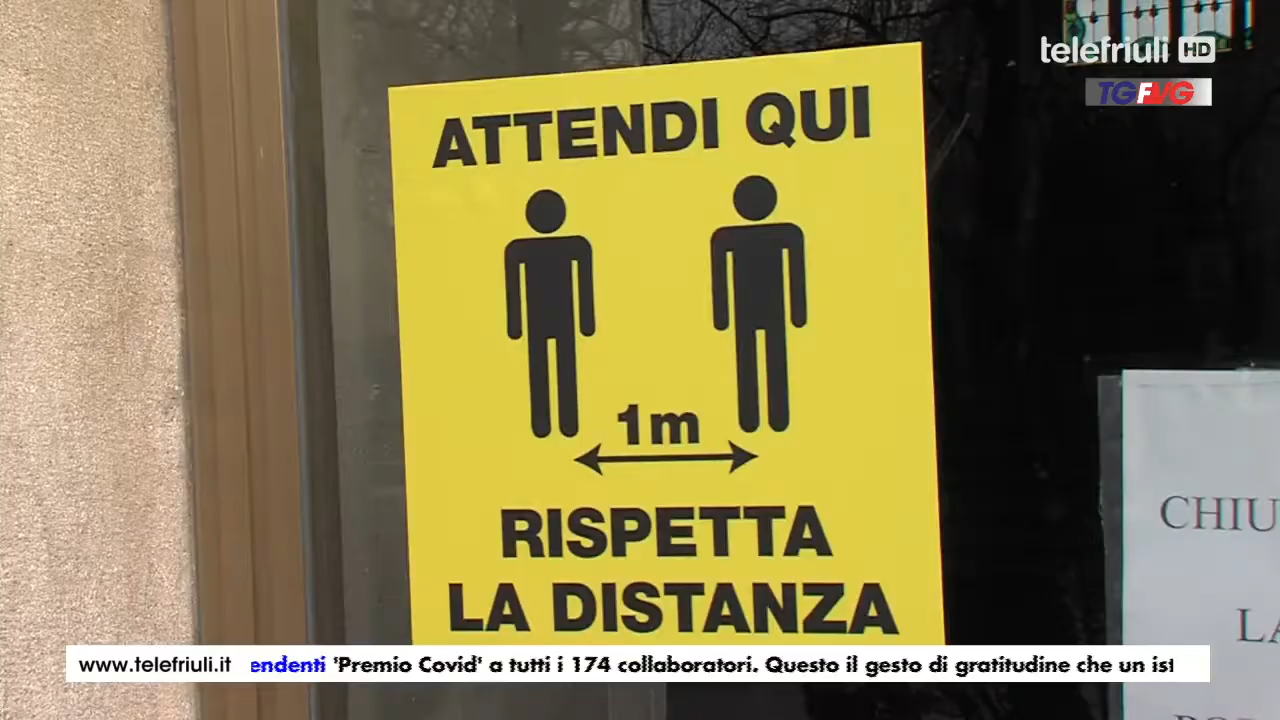 telefriuli HD
TGFVG
ATTENDI QUI
1m
RISPETTA
LA DISTANZA
CHIU
LA
www.telefriuli.it endenti 'Premio Covid' a tutti i 174 collaboratori. Questo il gesto di gratitudine che un ist